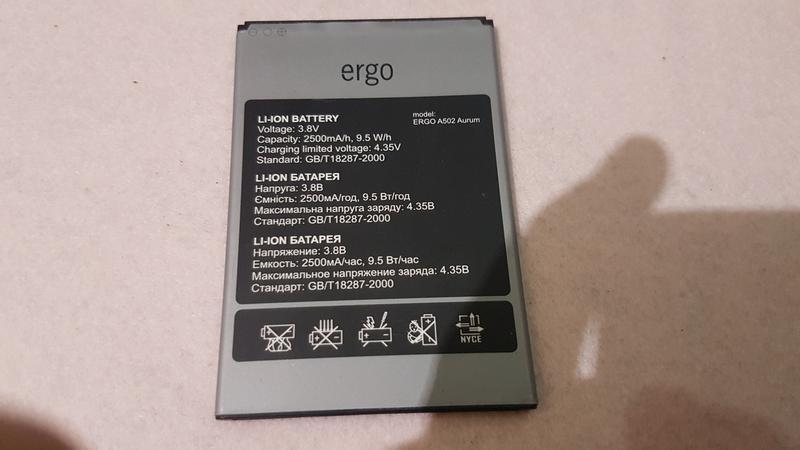 ergo
LI-ION BATTERY
Voltage: 3.8V
Capacity: 2500mA/h, 9.5 W/h
Charging limited voltage: 4.35V
Standard: GB/T18287-2000
model:
ERGO A502 Aurum
LI-ION БАТАРЕЯ
Напруга: 3.8В
Ємність: 2500мА/год, 9.5 Вт/год
Максимальна напруга заряду: 4.35В
Стандарт: GB/T18287-2000
LI-ION БАТАРЕЯ
Напряжение: 3.8В
Емкость: 2500мА/час, 9.5 Вт/час
Максимальное напряжение заряда: 4.35В
Стандарт: GB/T18287-2000
NYCE